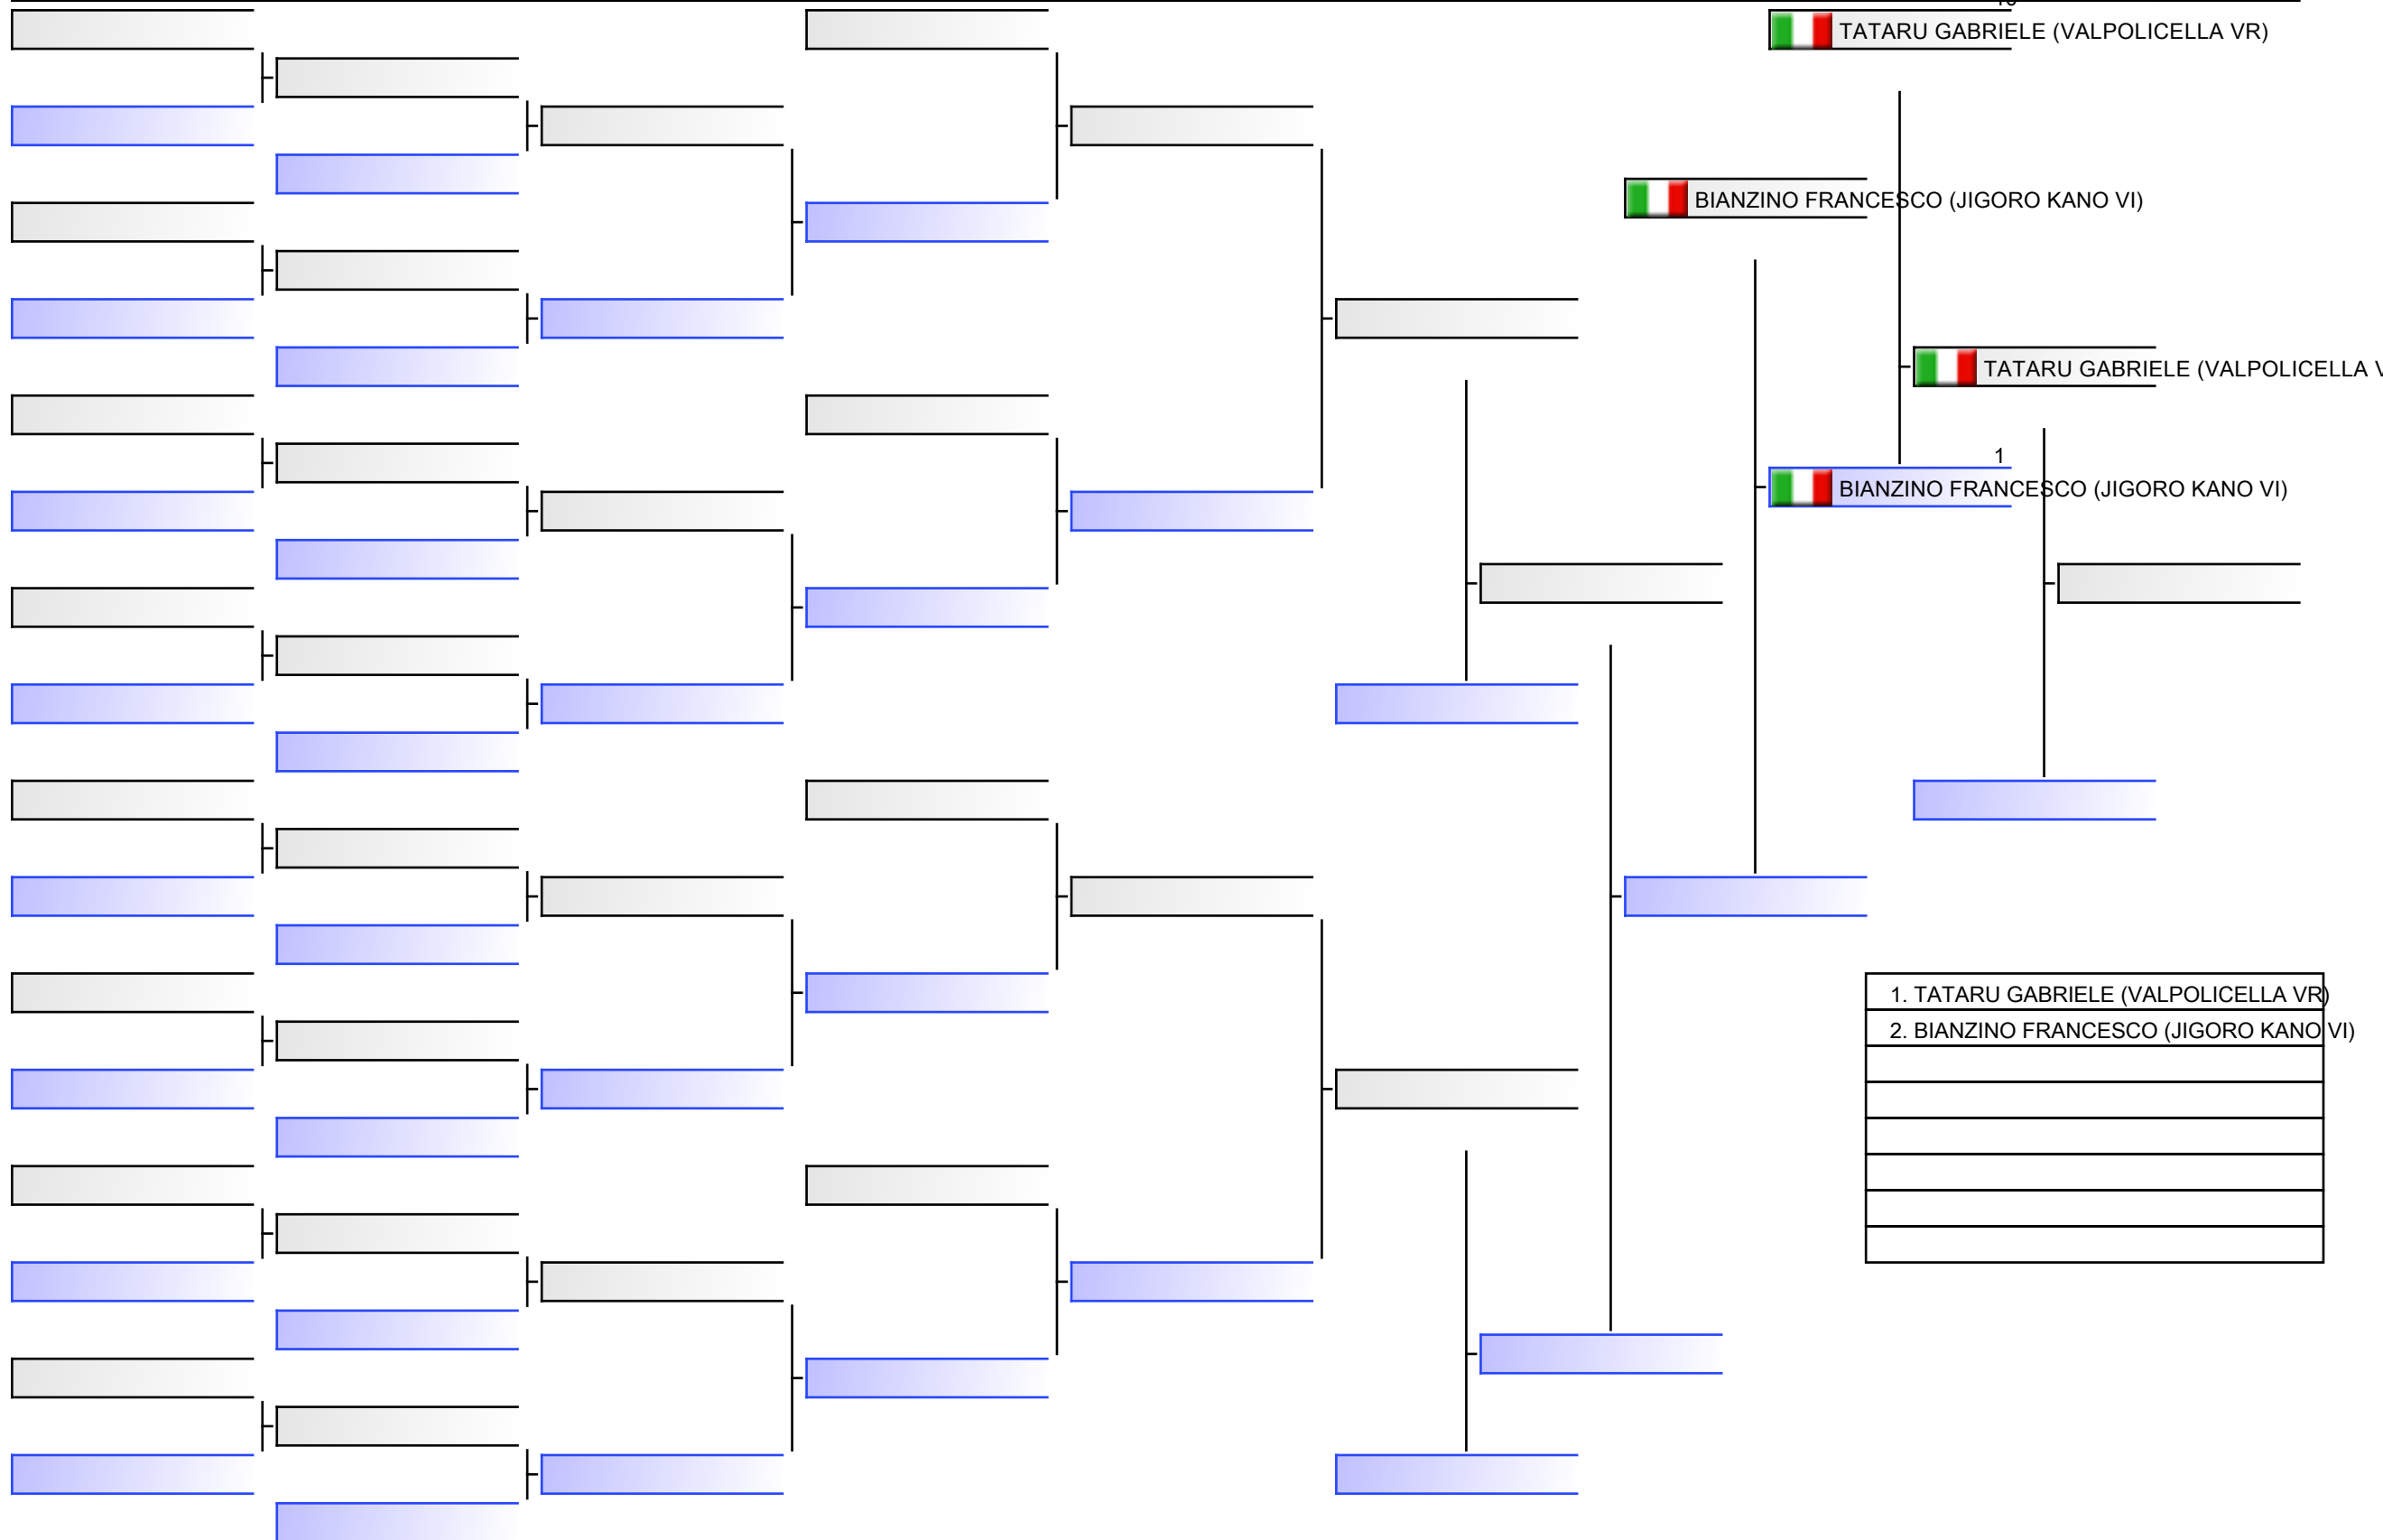 TATARU GABRIELE (VALPOLICELLA VR)
BIANZINO FRANCESCO (JIGORO KANO VI)
TATARU GABRIELE (VALPOLICELLA
1
BIANZINO FRANCESCO (JIGORO KANO VI)
1. TATARU GABRIELE (VALPOLICELLA VR)
2. BIANZINO FRANCESCO (JIGORO KANO VI)